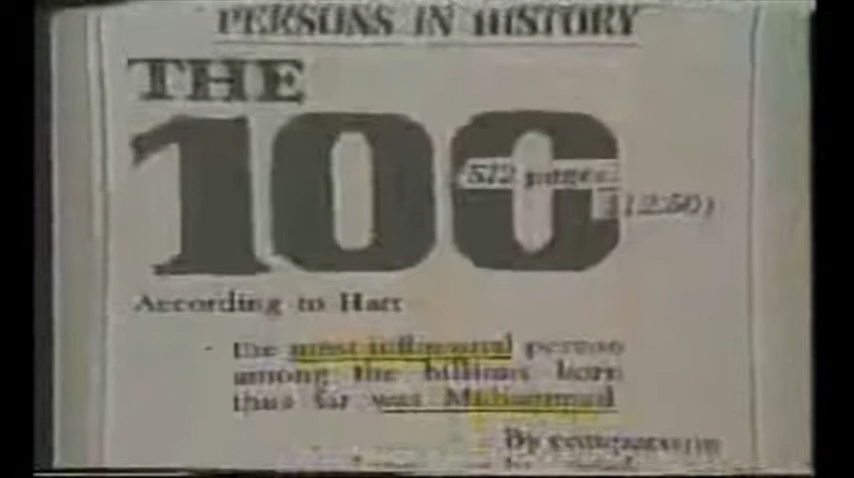 PERSONS IN HISTORY
THE
100
572 pages
$12.50)
According to Hart
the most influential person
among the billions born
thus far was Muhammad
By comparison